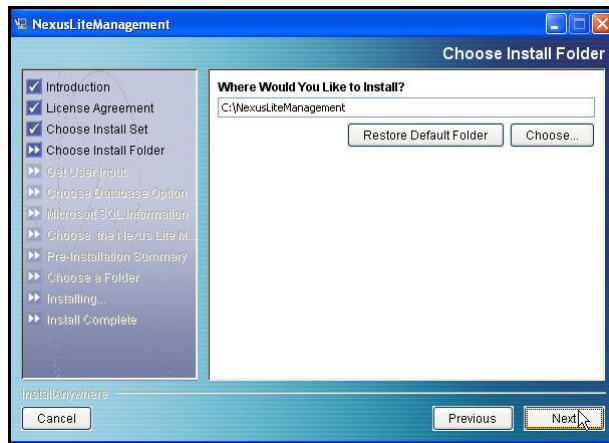 NexusLiteManagement
Choose Install Folder
Introduction
License Agreement
Choose Install Set
Choose Install Folder
Get User Input
Choose Database Option
Microsoft SQL Information
Choose the Nexus Lite M...
Pre-Installation Summary
Choose a Folder
Installing...
Install Complete
Where Would You Like to Install?
C:\NexusLiteManagement
Restore Default Folder
Choose...
InstallAnywhere
Cancel
Previous
Next